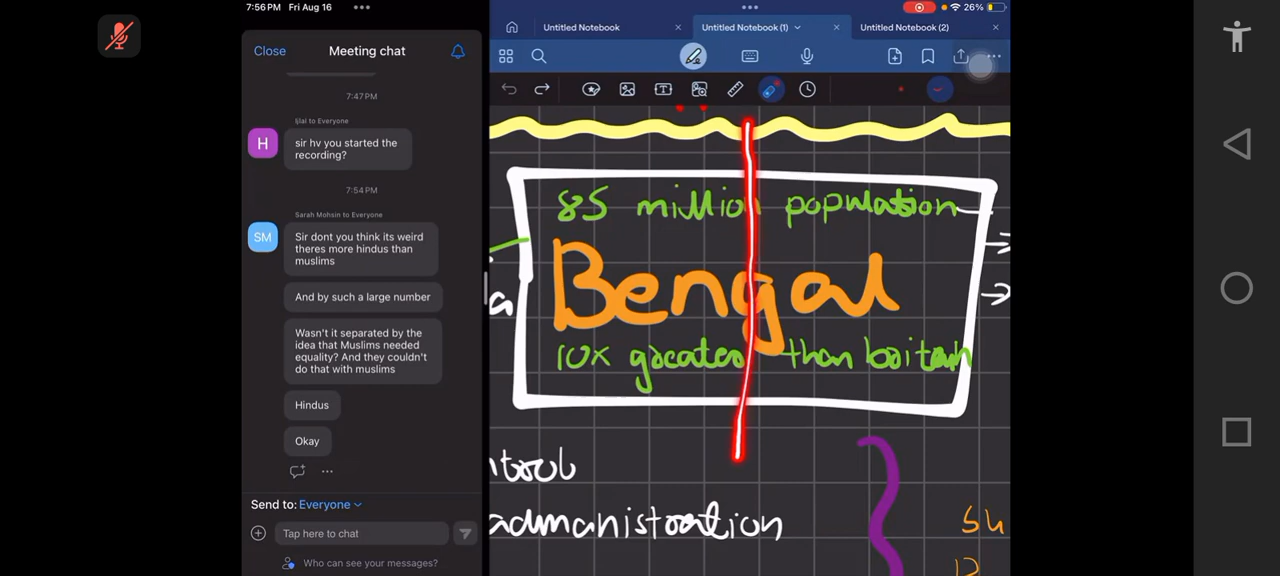 7:56 PM Fri Aug 16
26%
Close
Meeting chat
7:47 PM
Ijlal to Everyone
H
sir hv you started the
recording?
7:54 PM
Sarah Mohsin to Everyone
SM
Sir dont you think its weird
theres more hindus than
muslims
And by such a large number
Wasn't it separated by the
idea that Muslims needed
equality? And they couldn't
do that with muslims
Hindus
Okay
Send to: Everyone
Tap here to chat
Who can see your messages?
Untitled Notebook
Untitled Notebook (1)
Untitled Notebook (2)
85 million population
Bengal
10x greater than britain
administration